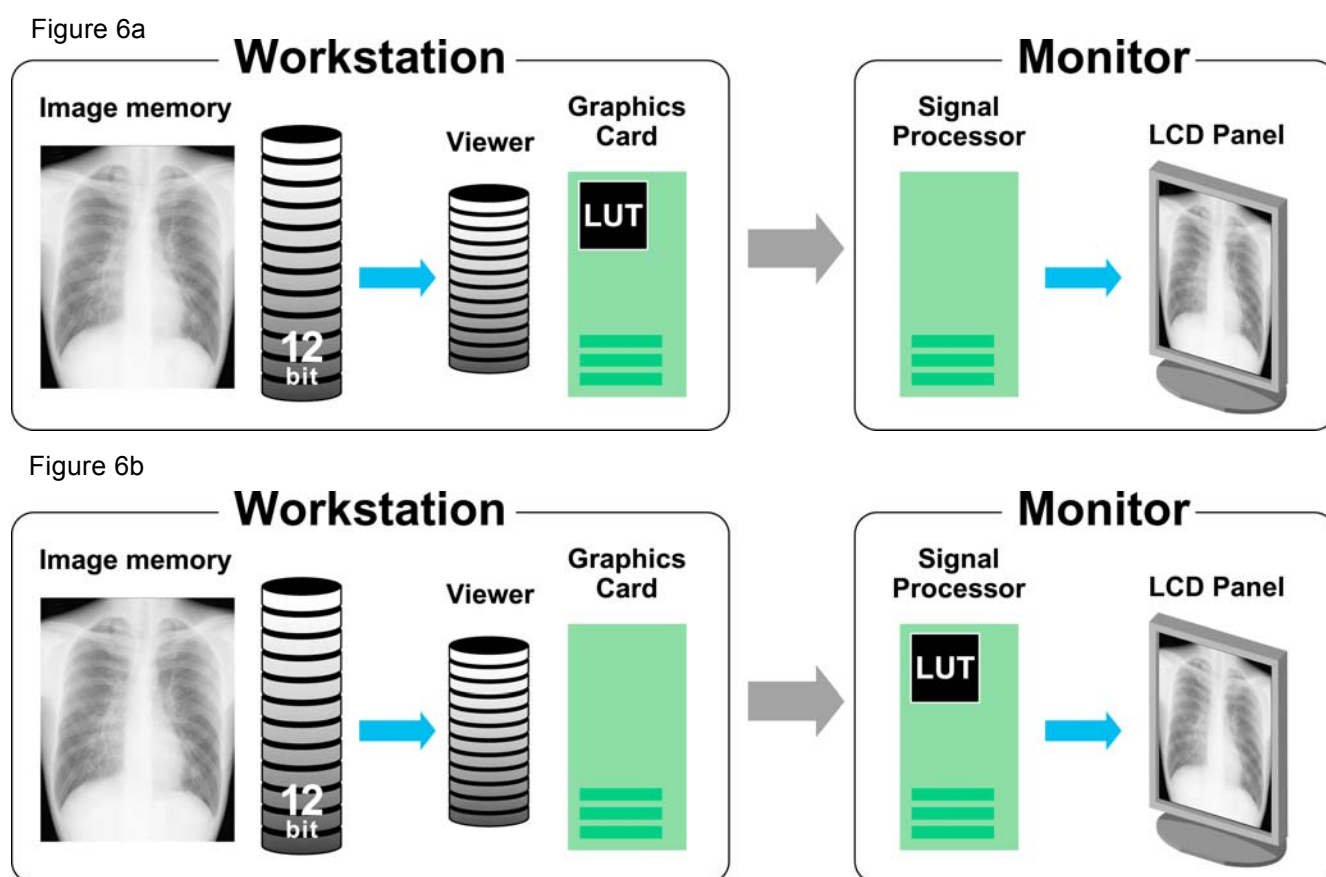 Figure 6a
Workstation
Monitor
Image memory
Viewer
Graphics
Card
Signal
Processor
LCD Panel
12
bit
LUT
Figure 6b
Workstation
Monitor
Image memory
Viewer
Graphics
Card
Signal
Processor
LCD Panel
12
bit
LUT